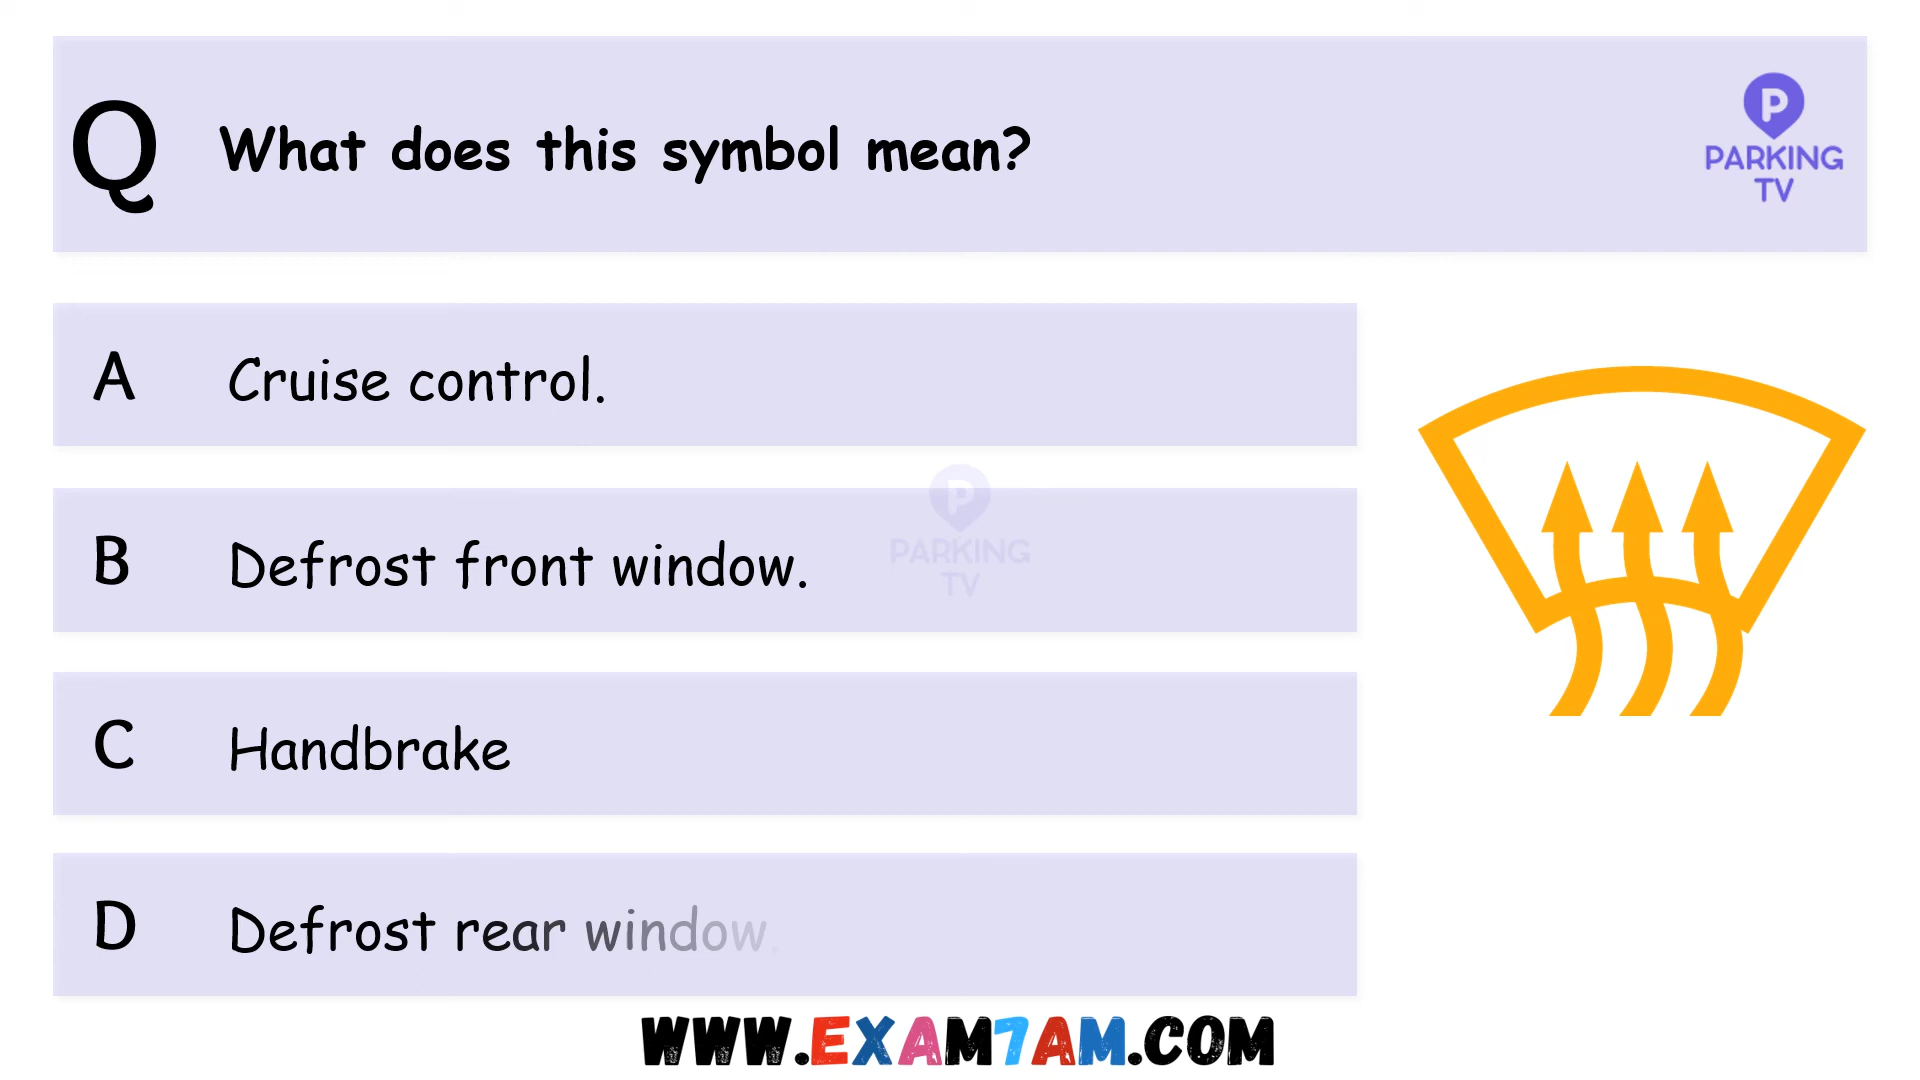 Q What does this symbol mean?
P
PARKING
TV
A Cruise control.
B Defrost front window.
P
PARKING
TV
C Handbrake
D Defrost rear window.
WWW.EXAM7AM.COM